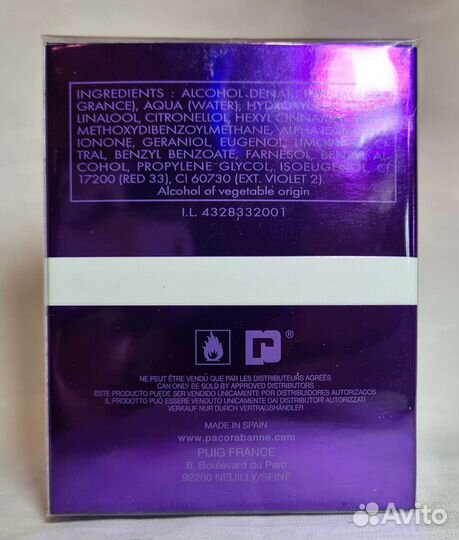 INGREDIENTS : ALCOHOL DENAT.
GRANCE), AQUA (WATER),
LINALOOL, CITRONELLOL, HEXYL
METHOXYDIBENZOYLMETHANE,
IONONE, GERANIOL, EUGENOL,
TRAL, BENZYL BENZOATE, FARNESOL, AL
COHOL, PROPYLENE GLYCOL, ISOEUGENOL, CI
17200 (RED 33), CI 60730 (EXT. VIOLET 2).
Alcohol of vegetable origin
I.L. 4328332001
®
NE PEUT ÊTRE VENDU QUE PAR LES DISTRIBUTEURS AGREÉS
CAN ONLY BE SOLD BY APPROVED DISTRIBUTORS
ESTE PRODUCTO PUEDE SER VENDIDO UNICAMENTE POR DISTRIBUIDORES AUTORIZADOS
IL PRODOTTO PUÒ ESSERE VENDUTO UNICAMENTE DAI DISTRIBUTORI AUTORIZZATI
VERKAUF NUR DURCH VERTRAGSHÄNDLER
MADE IN SPAIN
www.pacorabanne.com
PUIG FRANCE
6, Boulevard du Parc
92200 NEUILLY/SEINE
Avito